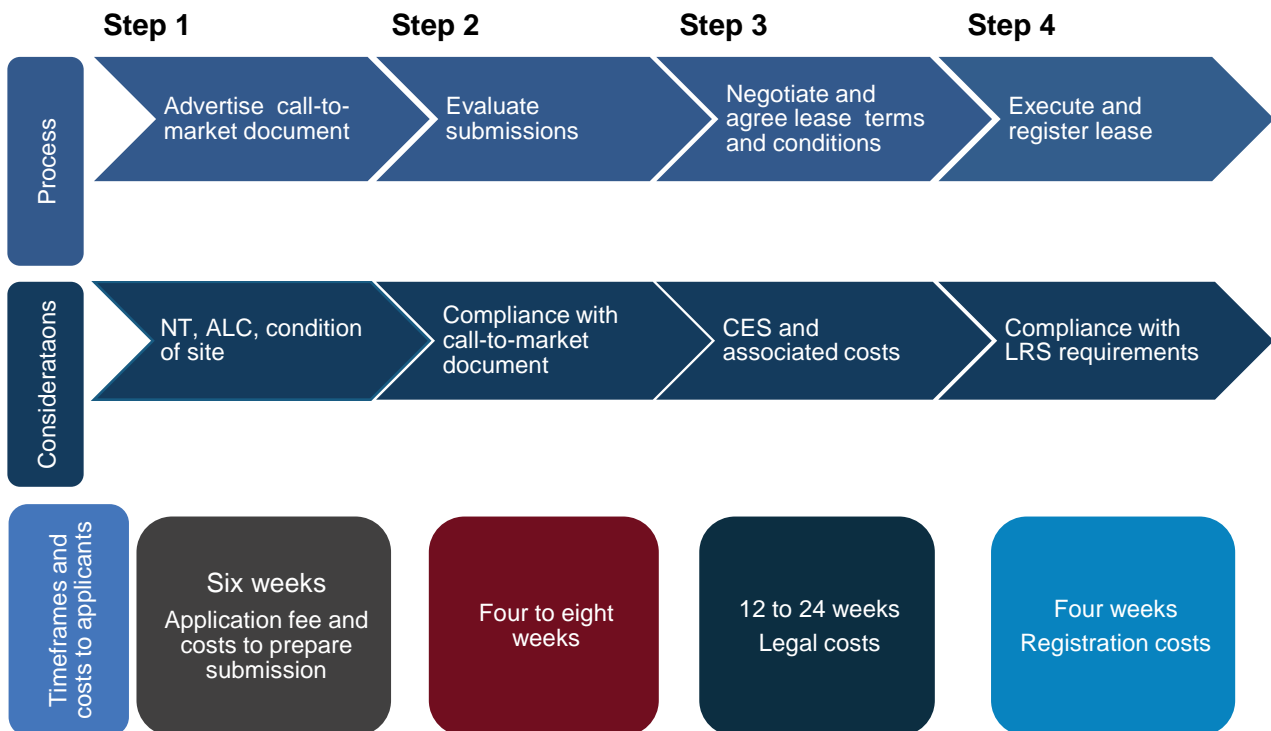 Step 1
Step 2
Step 3
Step 4
Process
Advertise call-to-
market document
Evaluate
submissions
Negotiate and
agree lease terms
and conditions
Execute and
register lease
Considerataons
NT, ALC, condition
of site
Compliance with
call-to-market
document
CES and
associated costs
Compliance with
LRS requirements
Timeframes and
costs to applicants
Six weeks
Application fee and
costs to prepare
submission
Four to eight
weeks
12 to 24 weeks
Legal costs
Four weeks
Registration costs